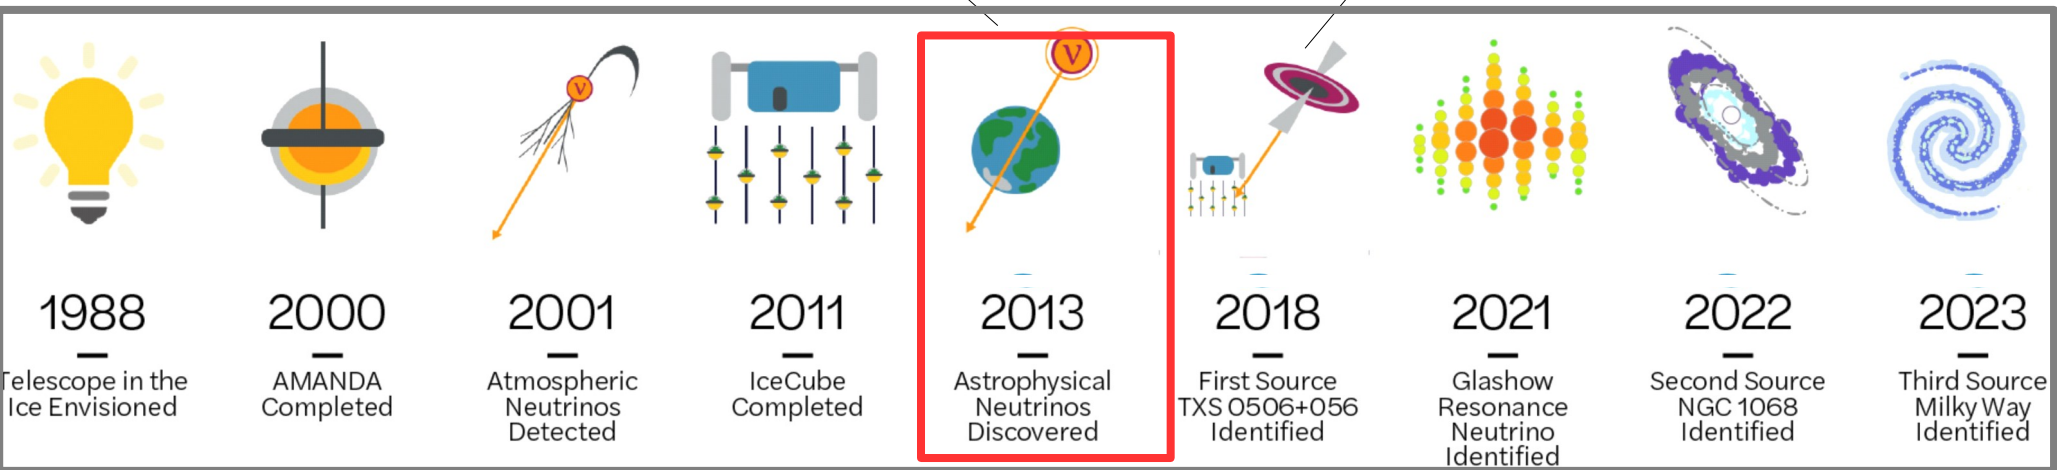 ν
ν
1988
Telescope in the
Ice Envisioned
2000
AMANDA
Completed
2001
Atmospheric
Neutrinos
Detected
2011
IceCube
Completed
2013
Astrophysical
Neutrinos
Discovered
2018
First Source
TXS 0506+056
Identified
2021
Glashow
Resonance
Neutrino
Identified
2022
Second Source
NGC 1068
Identified
2023
Third Source
Milky Way
Identified